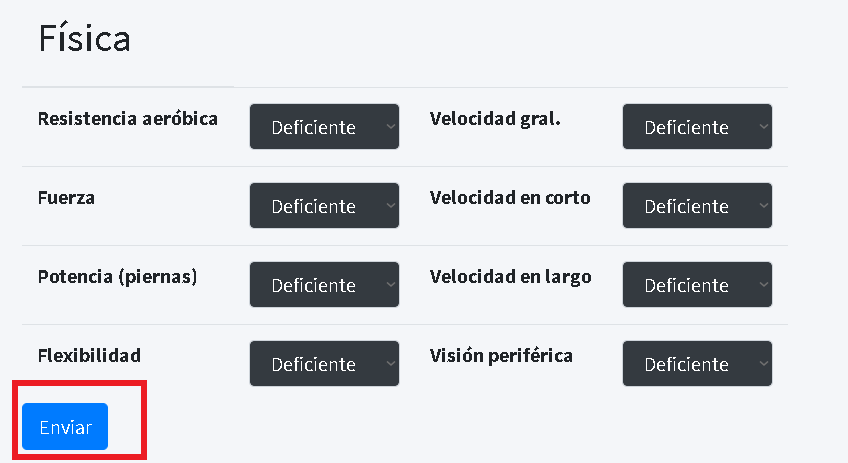 Física
Resistencia aeróbica Deficiente Velocidad gral. Deficiente
Fuerza Deficiente Velocidad en corto Deficiente
Potencia (piernas) Deficiente Velocidad en largo Deficiente
Flexibilidad Deficiente Visión periférica Deficiente
Enviar